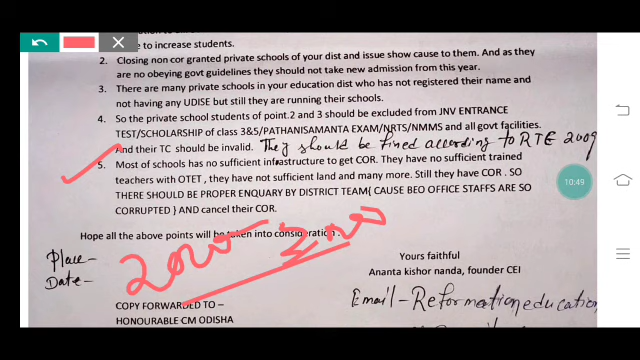 e to increase students.
2. Closing non cor granted private schools of your dist and issue show cause to them. And as they
are no obeying govt guidelines they should not take new admission from this year.
3. There are many private schools in your education dist who has not registered their name and
not having any UDISE but still they are running their schools.
4. So the private school students of point.2 and 3 should be excluded from JNV ENTRANCE
TEST/SCHOLARSHIP of class 3&5/PATHANISAMANTA EXAM/NRTS/NMMS and all govt facilities.
And their TC should be invalid. They should be fined according to RTE 2009
5. Most of schools has no sufficient infrastructure to get COR. They have no sufficient trained
teachers with OTET, they have not sufficient land and many more. Still they have COR . SO
THERE SHOULD BE PROPER ENQUARY BY DISTRICT TEAM{ CAUSE BEO OFFICE STAFFS ARE SO
CORRUPTED } AND CANCEL THEIR COR.
Hope all the above points will be taken into consideration .
Place-
Date-
Yours faithful
Ananta kishor nanda, founder CEI
COPY FORWARDED TO –
HONOURABLE CM ODISHA
Email- Reformationeducation
10:49